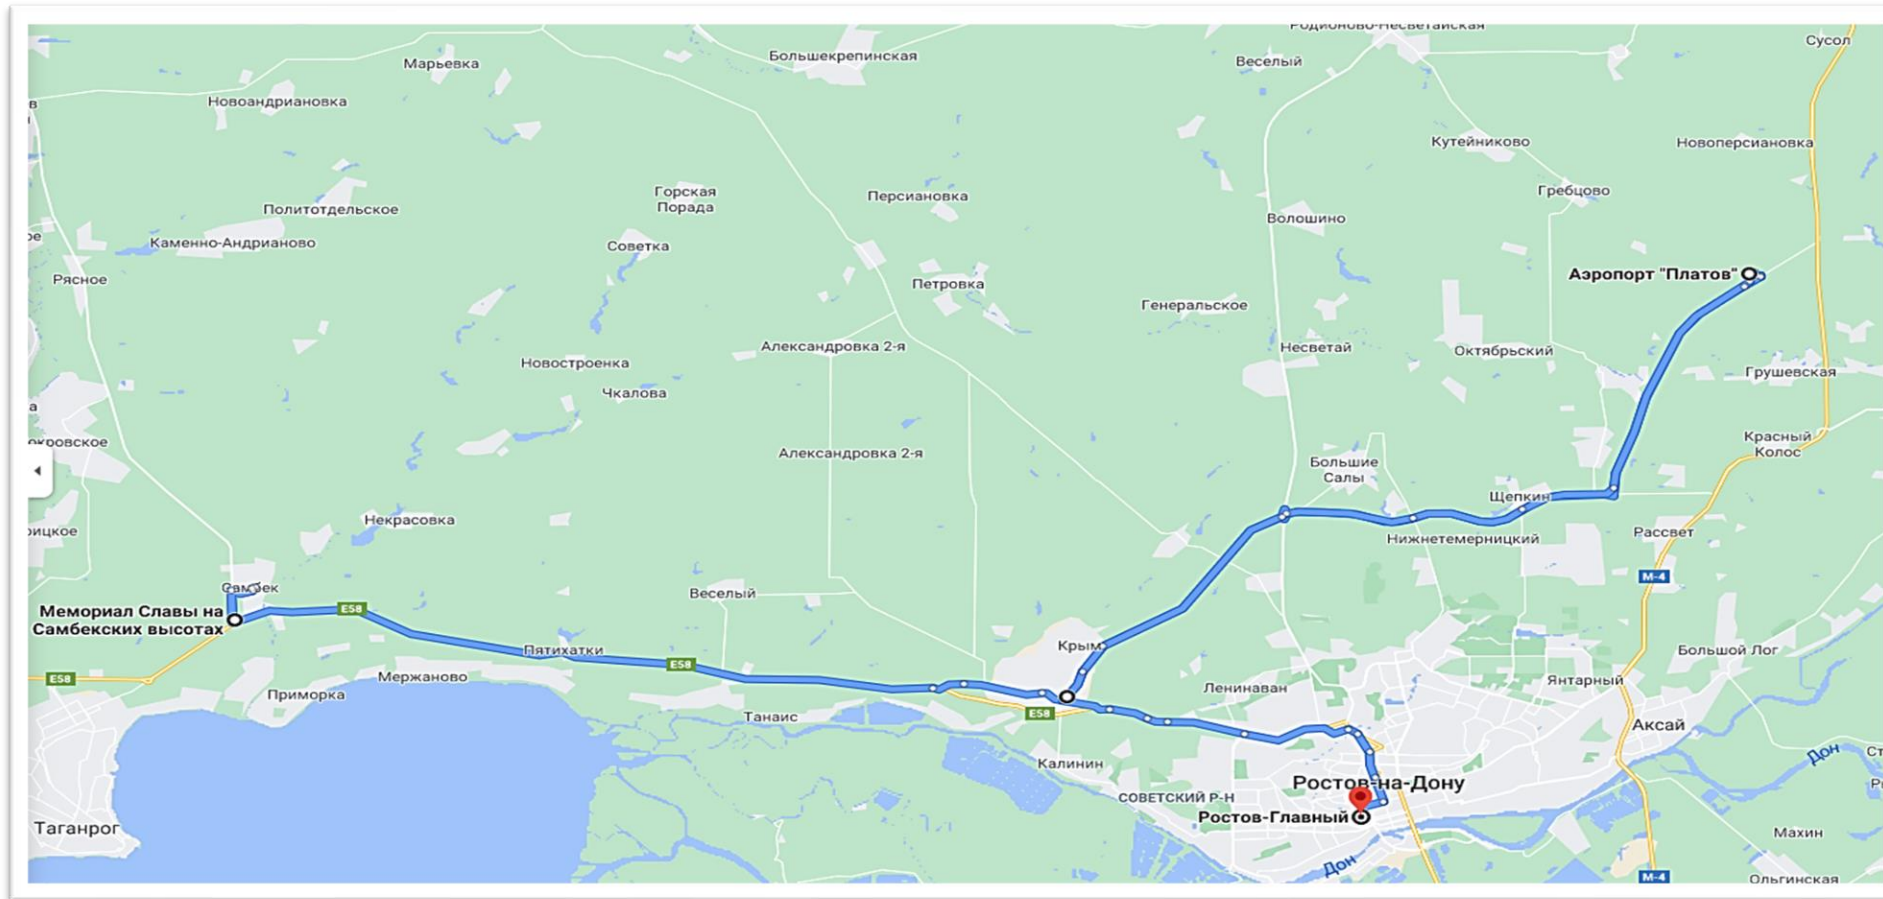 Родионово-Несветайская
Сусол
Марьевка
Большекрепинская
Веселый
Новоандриановка
Кутейниково
Новоперсиановка
Горская
Порада
Персиановка
Гребцово
Политотдельское
Волошино
Каменно-Андрианово
Советка
Рясное
Аэропорт "Платов"
Петровка
Генеральское
Александровка 2-я
Несветай
Октябрьский
Новостроенка
Грушевская
Чкалова
окровское
Красный
Колос
Александровка 2-я
Большие
Салы
Щепкин
Некрасовка
рицкое
Нижнетемерницкий
Рассвет
М-4
Самбек
Веселый
E58
Мемориал Славы на
Самбекских высотах
Крым
Пятихатки
Большой Лог
E58
E58
Мержаново
Янтарный
Приморка
Ленинаван
Танаис
E58
Аксай
Калинин
Дон
Ростов-на-Дону
СОВЕТСКИЙ Р-Н
Ростов-Главный
Таганрог
Махин
Дон
М-4
Ольгинская